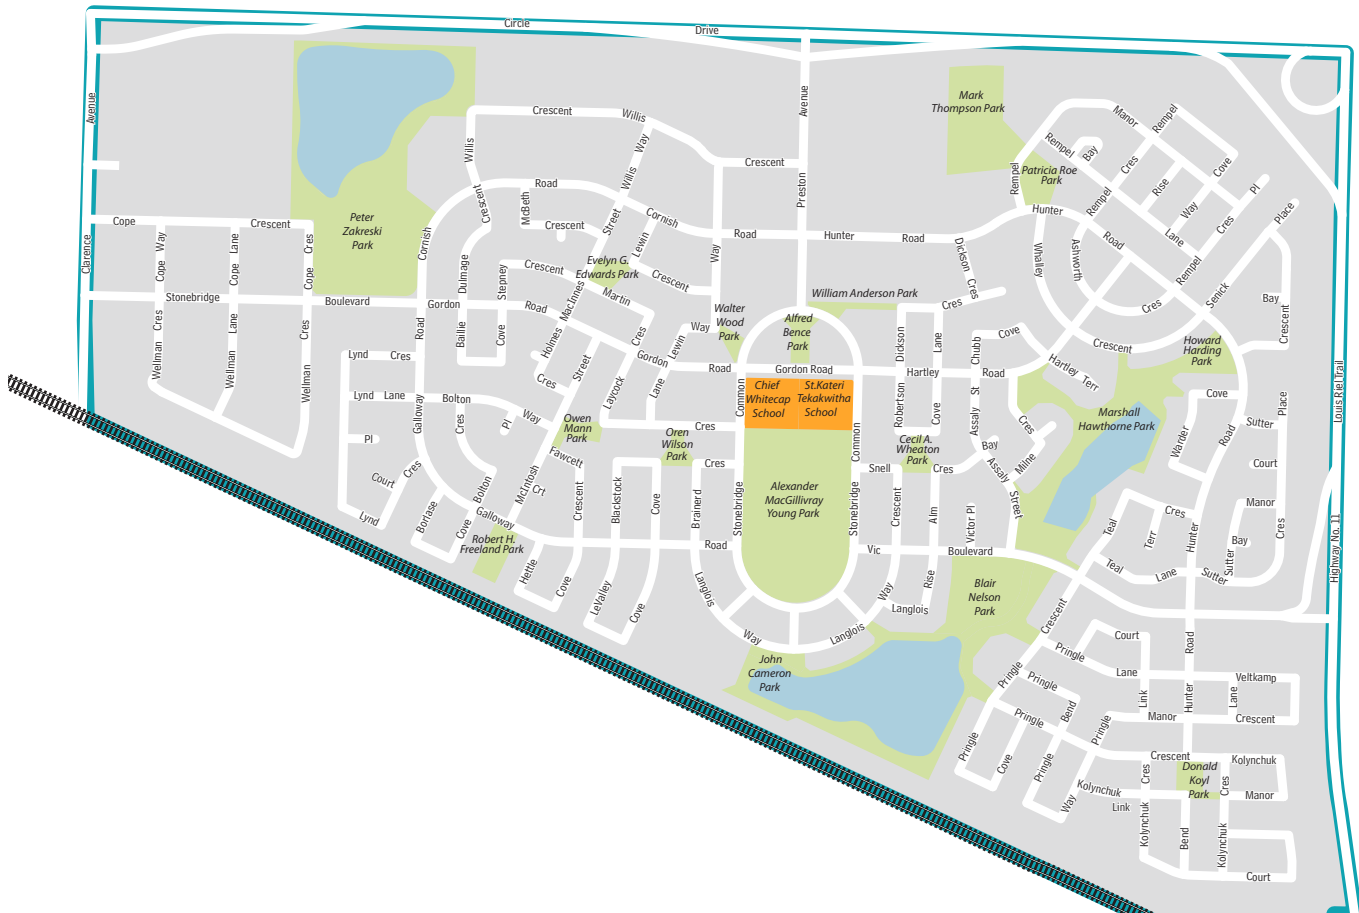 Circle
Drive
Avenue
Clarence
Cope
Crescent
Cope Way
Cope Lane
Cope Cres
Stonebridge
Boulevard
Wellman Cres
Wellman Lane
Wellman Cres
Peter
Zakreski
Park
Willis
Crescent
Willis
Crescent
Willis Way
Crescent
Preston
Avenue
Cornish
Road
Road
McBeth
Crescent
Cornish
Road
Hunter
Road
Way
Dulmage
Baillie
Stepney
Cove
Crescent
Street
MacInnes
Lewin
Crescent
Evelyn G.
Edwards Park
Martin
Cres
Gordon
Road
Holmes
Cres
Street
Laycock
Gordon
Road
Lewin
Way
Lane
Cres
Walter
Wood
Park
Alfred
Bence
Park
William Anderson Park
Gordon Road
Chief
Whitecap
School
St.Kateri
Tekakwitha
School
Common
Stonebridge
Common
Stonebridge
Alexander
MacGillivray
Young Park
Mark
Thompson Park
Patricia Roe
Park
Rempel
Rempel
Bay
Manor
Rempel
Cres
Rempel
Rise
Cove
Way
Lane
Cres
Rempel
Pl
Place
Hunter
Road
Whalley
Ashworth
Cres
Crescent
Senick
Bay
Crescent
Dickson
Cres
Cres
Dickson
Lane
Robertson
Cove
Hartley
Road
Chubb
Cove
Assaly
St
Hartley
Terr
Howard
Harding
Park
Marshall
Hawthorne Park
Cres
Milne
Bay
Assaly
Street
Cecil A.
Wheaton
Park
Snell
Cres
Crescent
Alm
Rise
Victor Pl
Vic
Boulevard
Way
Langlois
Langlois
Way
Langlois
Blair
Nelson
Park
John
Cameron
Park
Lynd
Cres
Lynd
Lane
Pl
Court
Cres
Lynd
Galloway
Road
Bolton
Cres
Pl
Way
Bolton
Borlase
Cove
Galloway
Robert H.
Freeland Park
McIntosh
Owen
Mann
Park
Fawcett
Crt
Crescent
Blackstock
Cove
Oren
Wilson
Park
Cres
Brainerd
Road
Hettle
Cove
LeValley
Cove
Cove
Warder
Road
Hunter
Sutter
Place
Court
Manor
Cres
Bay
Sutter
Sutter
Lane
Teal
Teal
Terr
Cres
Louis Riel Trail
Highway No. 11
Crescent
Pringle
Pringle
Court
Lane
Veltkamp
Link
Road
Hunter
Lane
Manor
Crescent
Pringle
Bend
Pringle
Pringle
Pringle
Cove
Pringle
Way
Crescent
Kolynchuk
Manor
Cres
Cres
Donald
Koyl
Park
Kolynchuk
Link
Kolynchuk
Bend
Kolynchuk
Court